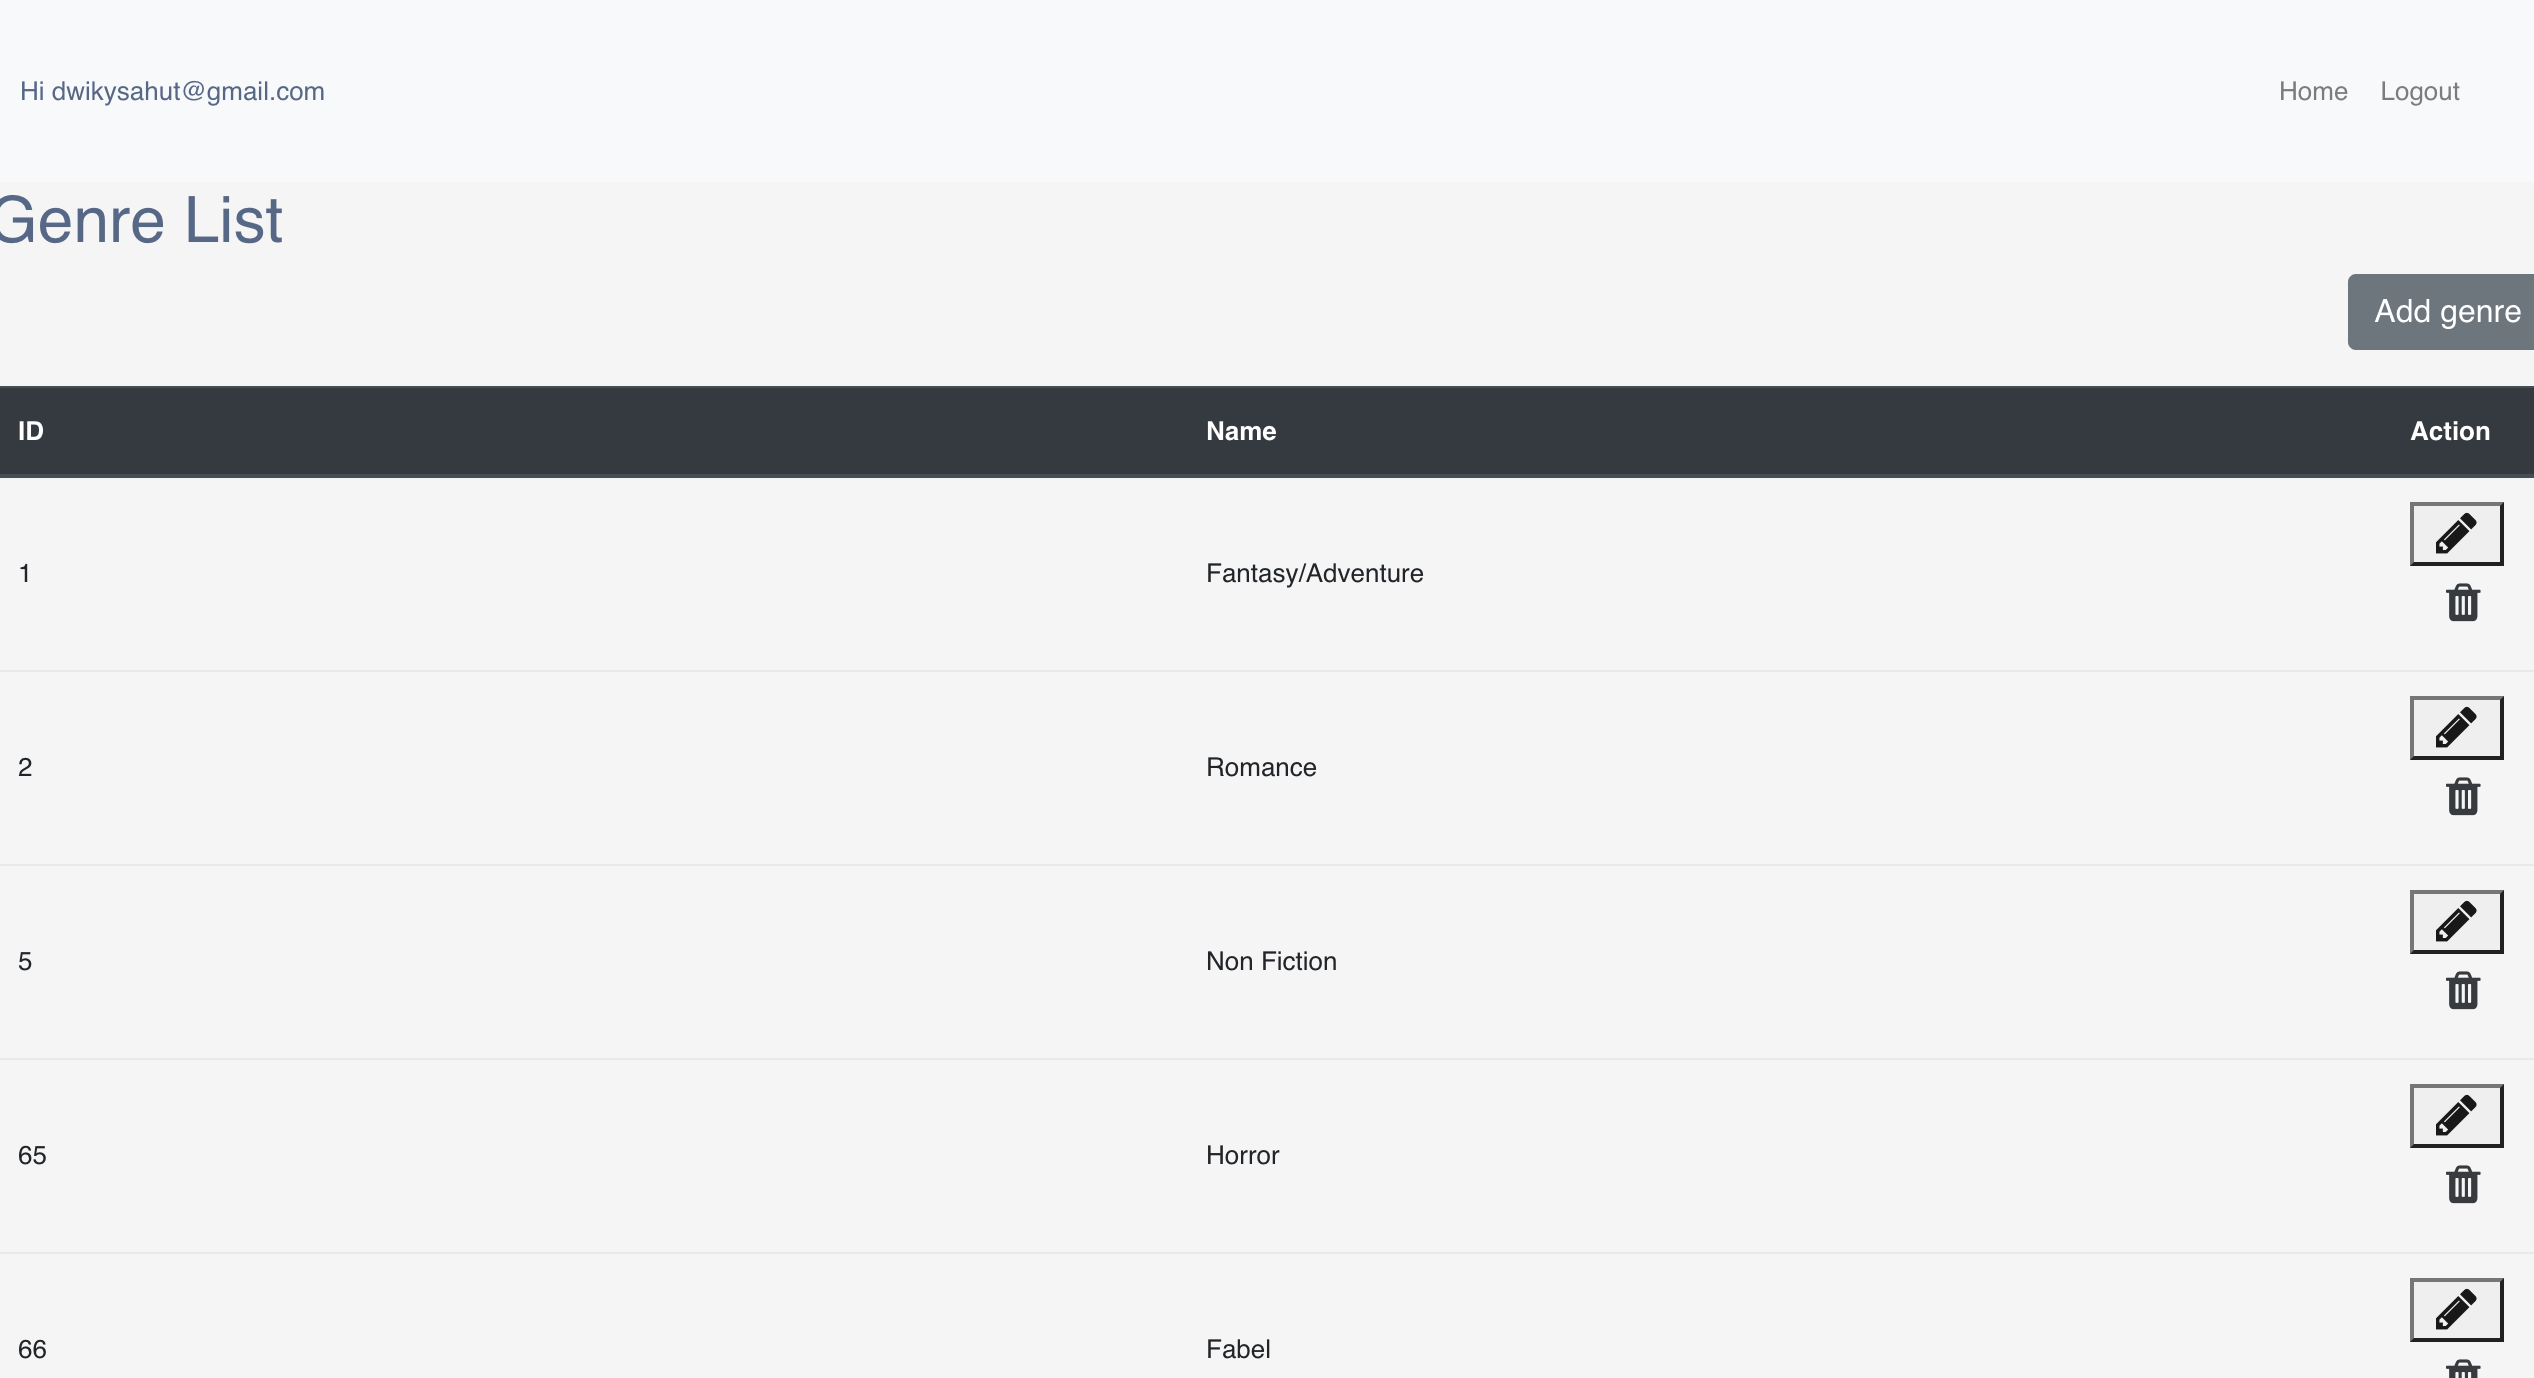 Hi dwikysahut@gmail.com Home Logout
Genre List
Add genre
ID Name Action
1 Fantasy/Adventure
2 Romance
5 Non Fiction
65 Horror
66 Fabel